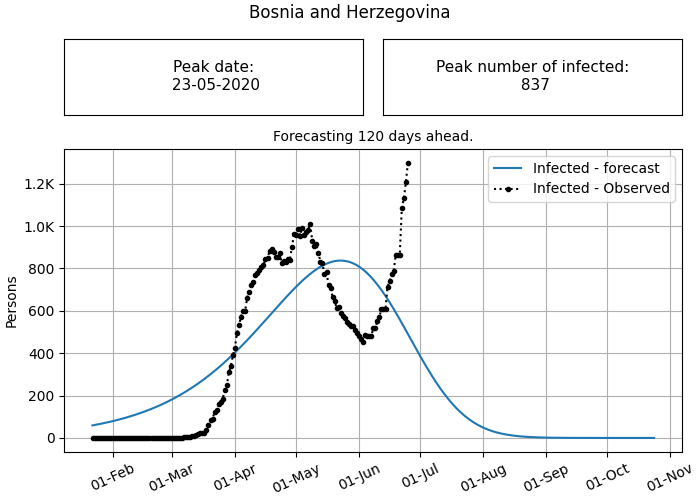 Bosnia and Herzegovina
Peak date:
23-05-2020
Peak number of infected:
837
Forecasting 120 days ahead.
Infected - forecast
Infected - Observed
Persons
1.2K
1.0K
800
600
400
200
0
01-Feb
01-Mar
01-Apr
01-May
01-Jun
01-Jul
01-Aug
01-Sep
01-Oct
01-Nov